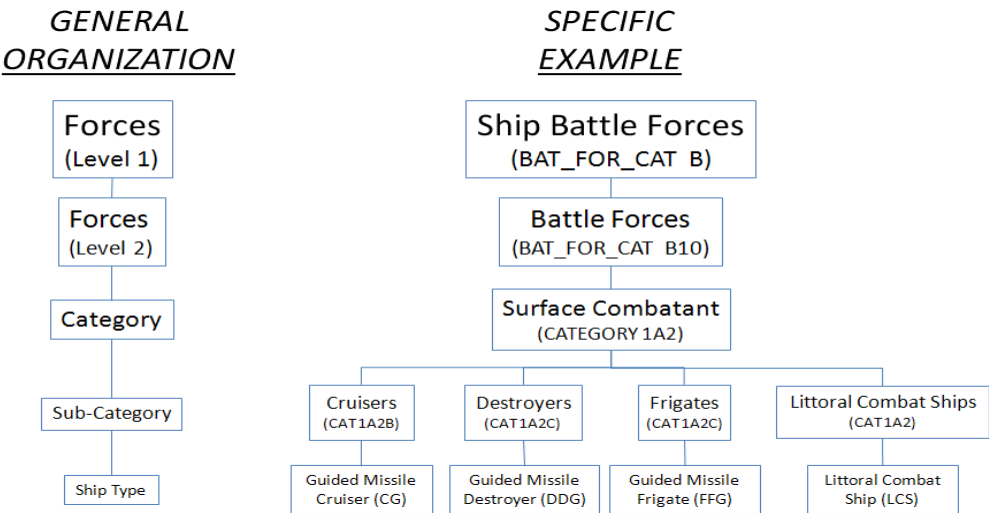 GENERAL
ORGANIZATION
Forces
(Level 1)
Forces
(Level 2)
Category
Sub-Category
Ship Type
SPECIFIC
EXAMPLE
Ship Battle Forces
(BAT_FOR_CAT B)
Battle Forces
(BAT_FOR_CAT B10)
Surface Combatant
(CATEGORY 1A2)
Cruisers
(CAT1A2B)
Destroyers
(CAT1A2C)
Frigates
(CAT1A2C)
Littoral Combat Ships
(CAT1A2)
Guided Missile
Cruiser (CG)
Guided Missile
Destroyer (DDG)
Guided Missile
Frigate (FFG)
Littoral Combat
Ship (LCS)